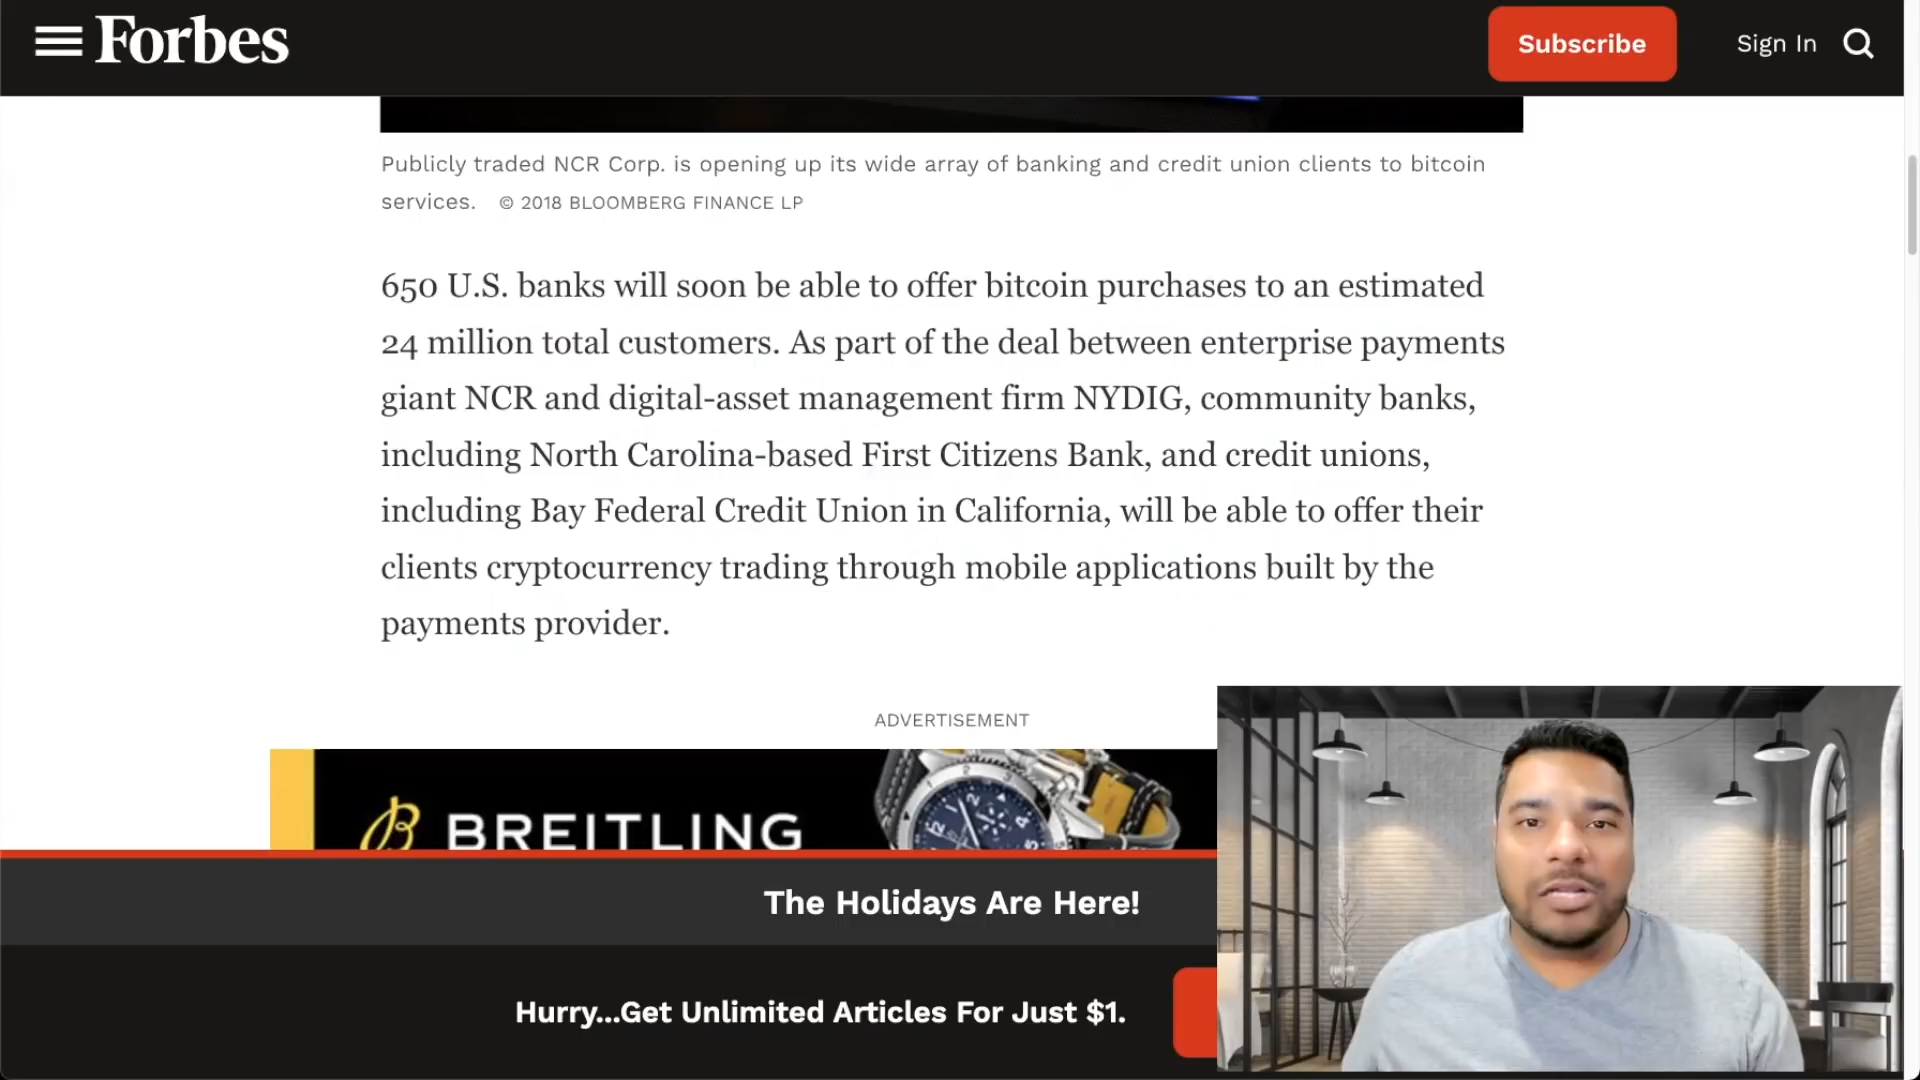 Forbes
Subscribe
Sign In
Publicly traded NCR Corp. is opening up its wide array of banking and credit union clients to bitcoin
services. © 2018 BLOOMBERG FINANCE LP
650 U.S. banks will soon be able to offer bitcoin purchases to an estimated
24 million total customers. As part of the deal between enterprise payments
giant NCR and digital-asset management firm NYDIG, community banks,
including North Carolina-based First Citizens Bank, and credit unions,
including Bay Federal Credit Union in California, will be able to offer their
clients cryptocurrency trading through mobile applications built by the
payments provider.
ADVERTISEMENT
B BREITLING
The Holidays Are Here!
Hurry...Get Unlimited Articles For Just $1.